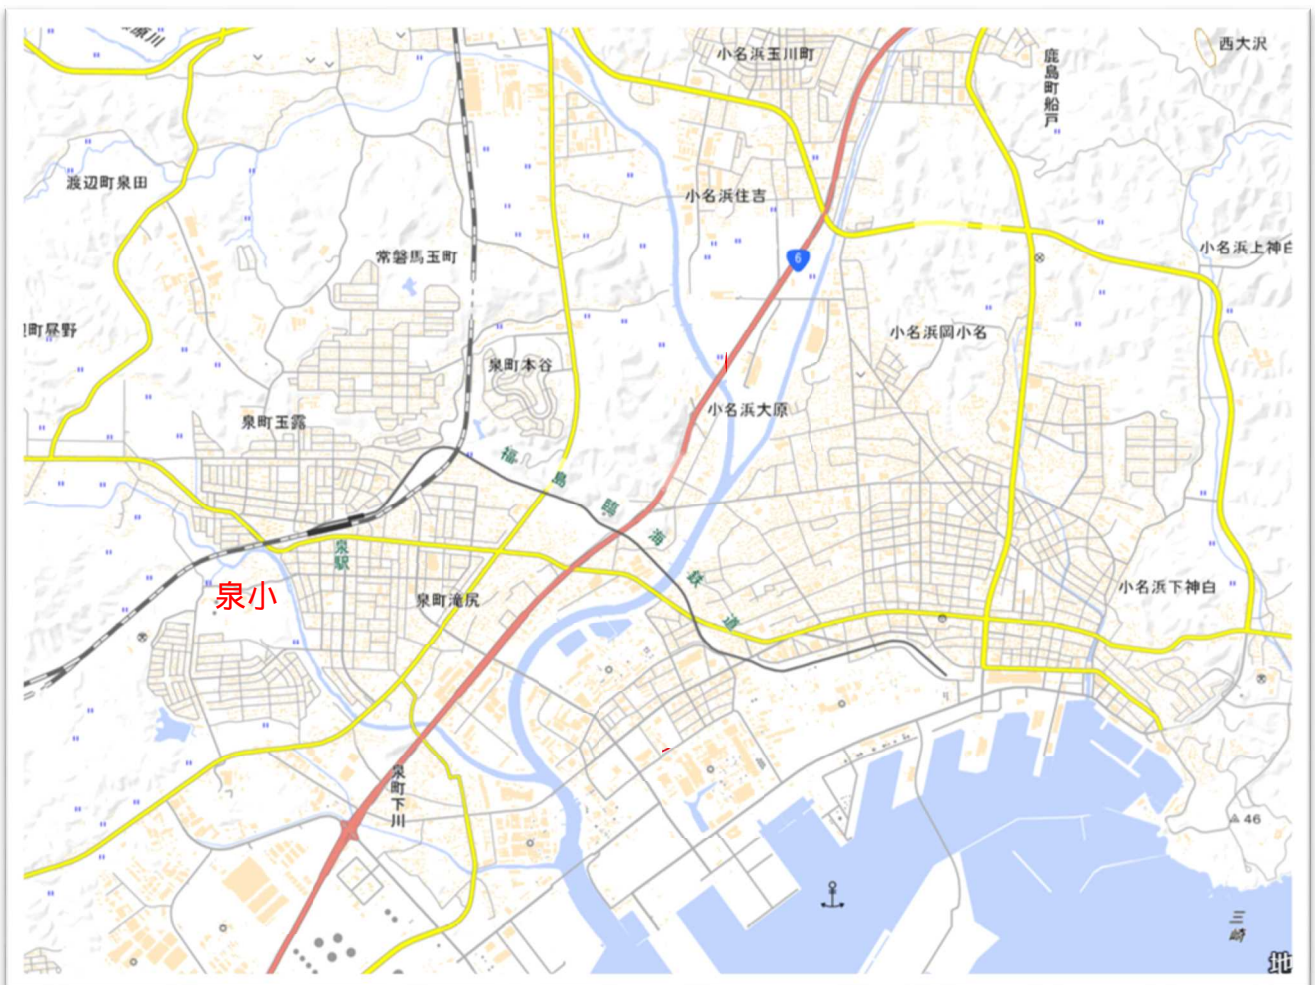 原川
小名浜玉川町
鹿島町船戸
西大沢
渡辺町泉田
小名浜住吉
常磐馬玉町
6
小名浜上神白
町昼野
小名浜岡小名
泉町本谷
小名浜大原
泉町玉露
福島臨海鉄道
泉駅
泉小
泉町滝尻
小名浜下神白
泉町下川
46
三崎
地